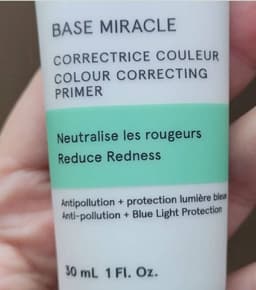 BASE MIRACLE
CORRECTRICE COULEUR
COLOUR CORRECTING
PRIMER
Neutralise les rougeurs
Reduce Redness
Antipollution + protection lumière bleue
Anti-pollution + Blue Light Protection
30 mL 1 Fl. Oz.